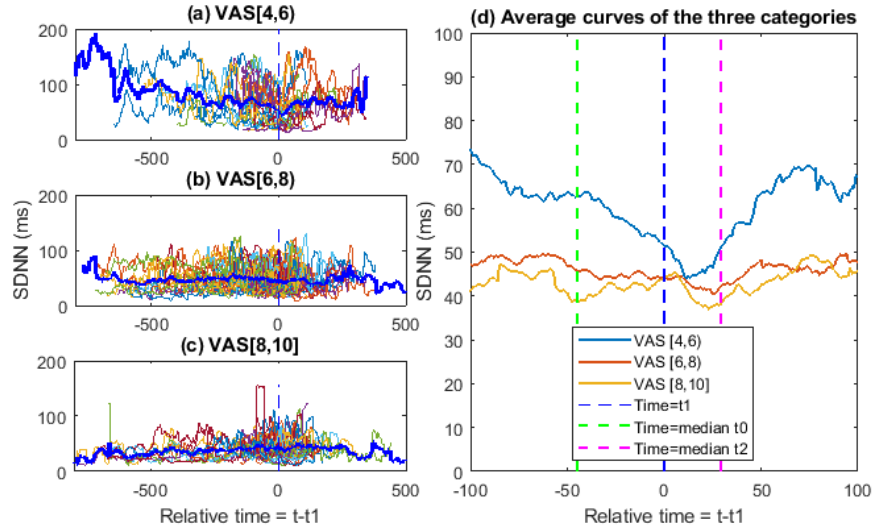 (a) VAS[4,6)
200
100
0
-500
0
500
(b) VAS[6,8)
200
100
0
-500
0
500
SDNN (ms)
(c) VAS[8,10]
200
100
0
-500
0
500
Relative time = t-t1
(d) Average curves of the three categories
100
90
80
70
60
50
40
30
20
10
0
SDNN (ms)
VAS [4,6)
VAS [6,8)
VAS [8,10]
Time=t1
Time=median t0
Time=median t2
-100
-50
0
50
100
Relative time = t-t1